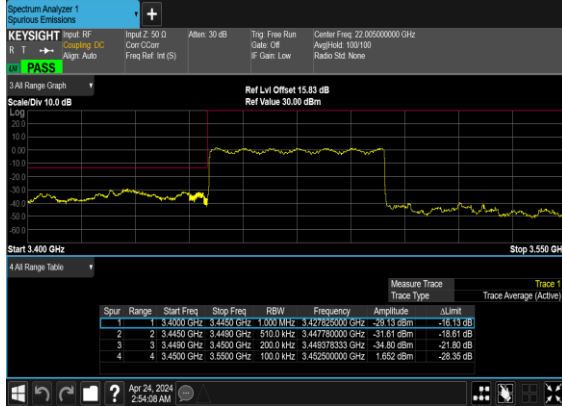 Spectrum Analyzer 1
Spurious Emissions
+
KEYSIGHT Input: RF Input Z: 50 Ω Atten: 30 dB Trig: Free Run Center Freq: 22.005000000 GHz
R T Coupling: DC Corr CCorr Gate: Off Avg|Hold: 100/100
Align: Auto Freq Ref: Int (S) IF Gain: Low Radio Std: None
PASS
3 All Range Graph
Ref Lvl Offset 15.83 dB
Scale/Div 10.0 dB Ref Value 30.00 dBm
Log
20.0
10.0
0.00
-10.0
-20.0
-30.0
-40.0
-50.0
-60.0
Start 3.400 GHz Stop 3.550 GH
4 All Range Table
Measure Trace Trace 1
Trace Type Trace Average (Active)
Spur Range Start Freq Stop Freq RBW Frequency Amplitude ΔLimit
1 1 3.4000 GHz 3.4450 GHz 1.000 MHz 3.427825000 GHz -29.13 dBm -16.13 dB
2 2 3.4450 GHz 3.4490 GHz 510.0 kHz 3.447780000 GHz -31.61 dBm -18.61 dB
3 3 3.4490 GHz 3.4500 GHz 200.0 kHz 3.449378333 GHz -34.80 dBm -21.80 dB
4 4 3.4500 GHz 3.5500 GHz 100.0 kHz 3.452500000 GHz 1.652 dBm -28.35 dB
? Apr 24, 2024
2:54:08 AM